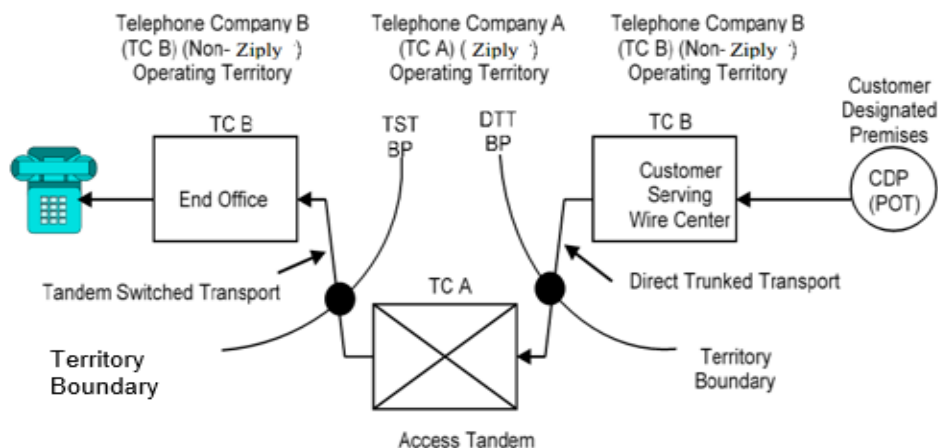 Telephone Company B
(TC B) (Non- Ziply )
Operating Territory
Telephone Company A
(TC A) ( Ziply )
Operating Territory
Telephone Company B
(TC B) (Non- Ziply )
Operating Territory
Customer
Designated
Premises
TC B
TST
BP
DTT
BP
TC B
End Office
Customer
Serving
Wire Center
CDP
(POT)
Tandem Switched Transport
TC A
Direct Trunked Transport
Territory
Boundary
Territory
Boundary
Access Tandem